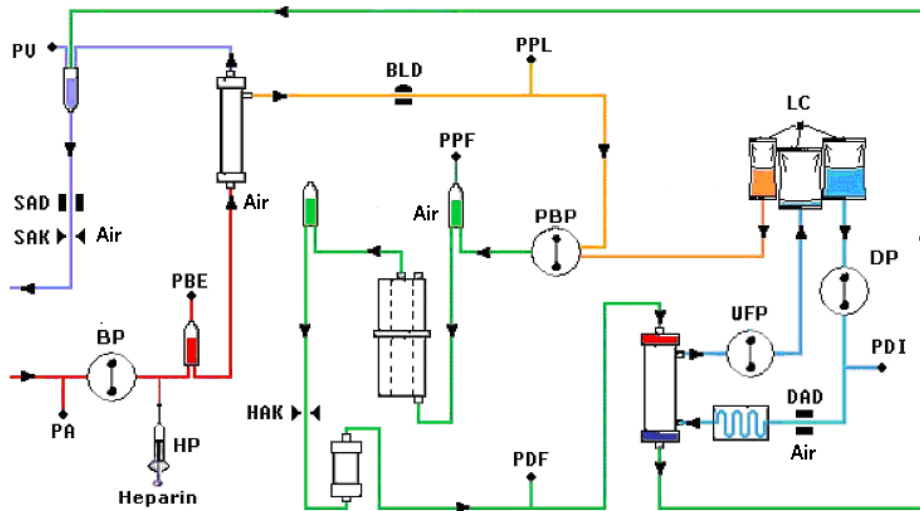 PV
PPL
BLD
LC
PPF
SAD
Air
Air
SAK
Air
PBP
DP
PBE
UFP
BP
PDI
HAK
DAD
PA
HP
Air
PDF
Heparin